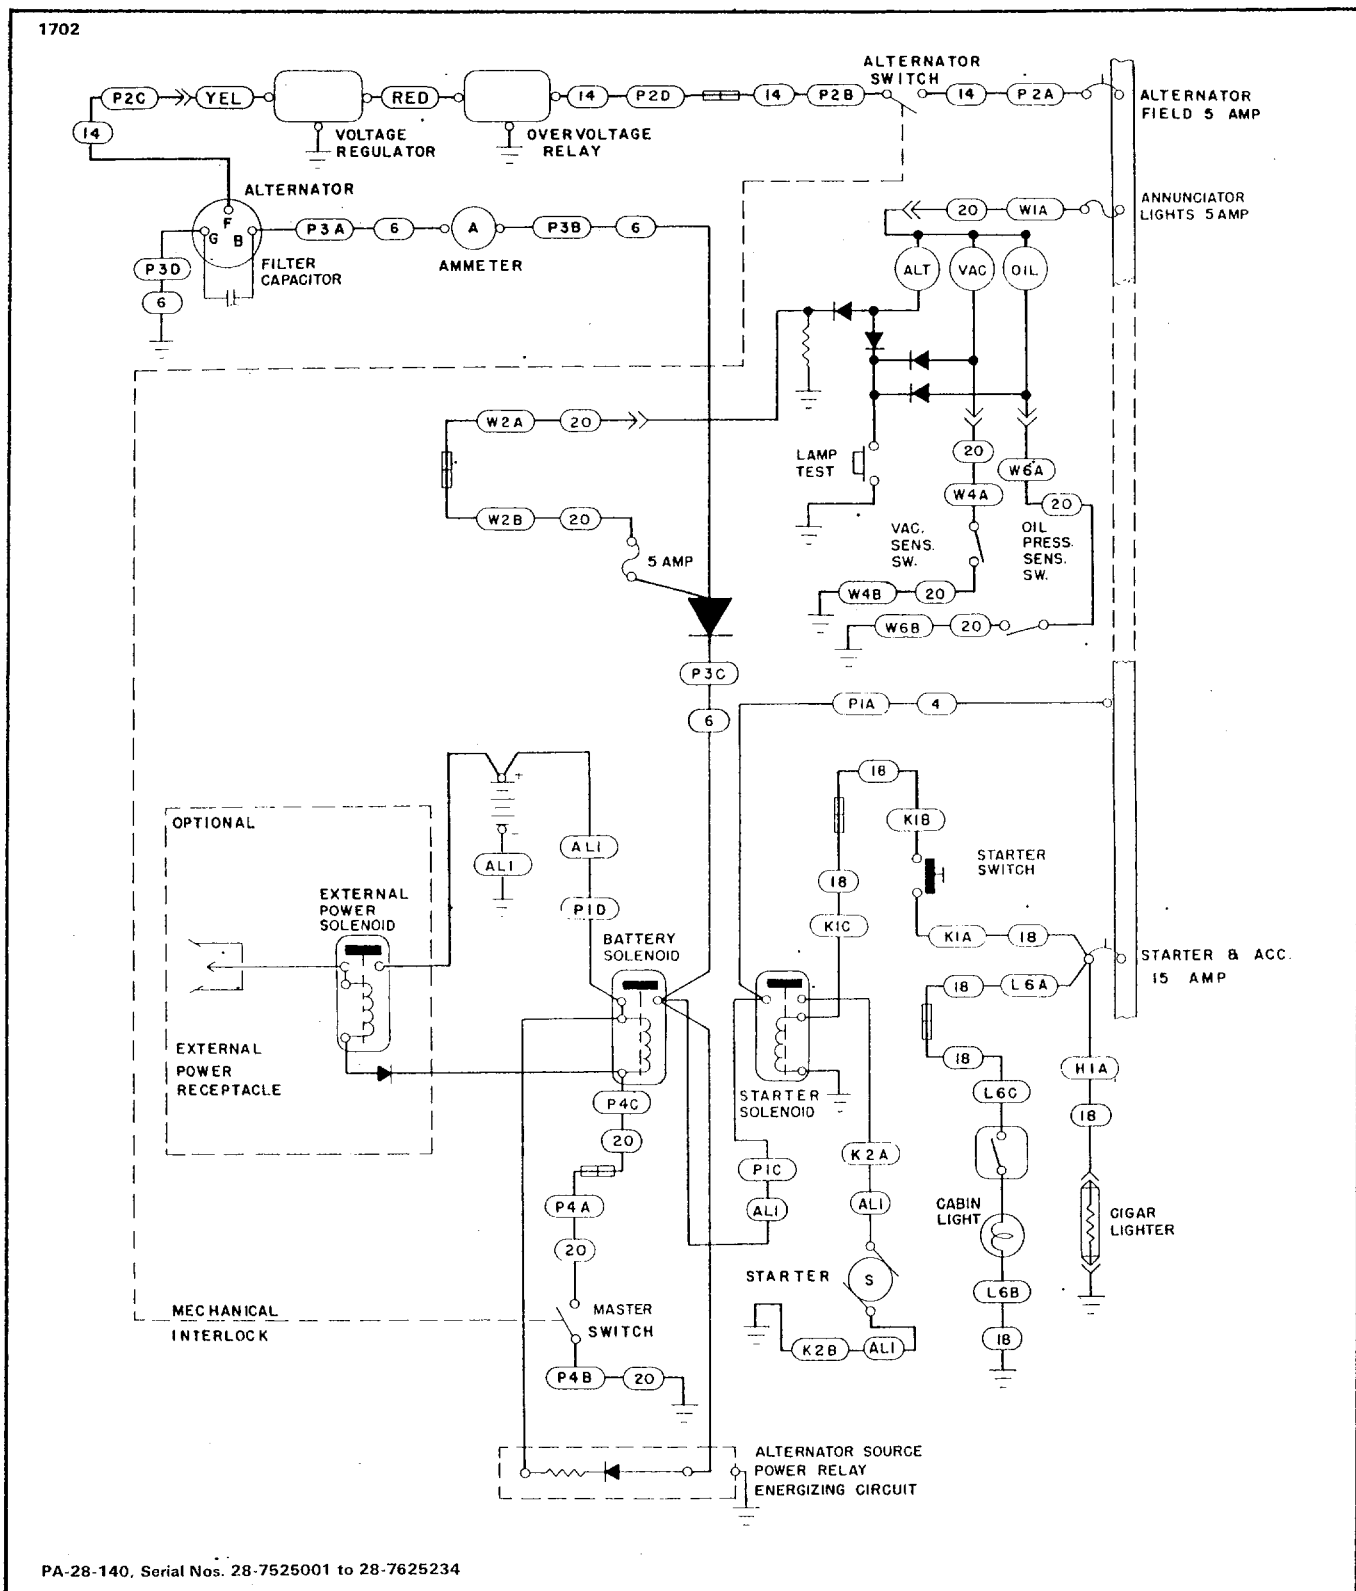 1702
ALTERNATOR
SWITCH
P2C
YEL
RED
14
P2D
14
P2B
14
P2A
ALTERNATOR
FIELD 5 AMP
14
VOLTAGE
REGULATOR
OVERVOLTAGE
RELAY
ALTERNATOR
F
G
B
P3A
6
A
P3B
6
AMMETER
FILTER
CAPACITOR
P3D
6
20
W1A
ANNUNCIATOR
LIGHTS 5 AMP
ALT
VAC
OIL
W2A
20
LAMP
TEST
20
W6A
W4A
20
W2B
20
5 AMP
VAC.
SENS.
SW.
OIL
PRESS.
SENS.
SW.
W4B
20
W6B
20
P3C
6
P1A
4
18
K1B
OPTIONAL
+
-
AL1
AL1
P1D
STARTER
SWITCH
18
K1C
EXTERNAL
POWER
SOLENOID
BATTERY
SOLENOID
K1A
18
STARTER & ACC.
15 AMP
18
L6A
18
EXTERNAL
POWER
RECEPTACLE
STARTER
SOLENOID
P4C
20
L6C
H1A
18
P4A
20
P1C
AL1
K2A
AL1
CABIN
LIGHT
CIGAR
LIGHTER
STARTER
S
L6B
18
MECHANICAL
INTERLOCK
MASTER
SWITCH
K2B
AL1
P4B
20
ALTERNATOR SOURCE
POWER RELAY
ENERGIZING CIRCUIT
PA-28-140, Serial Nos. 28-7525001 to 28-7625234